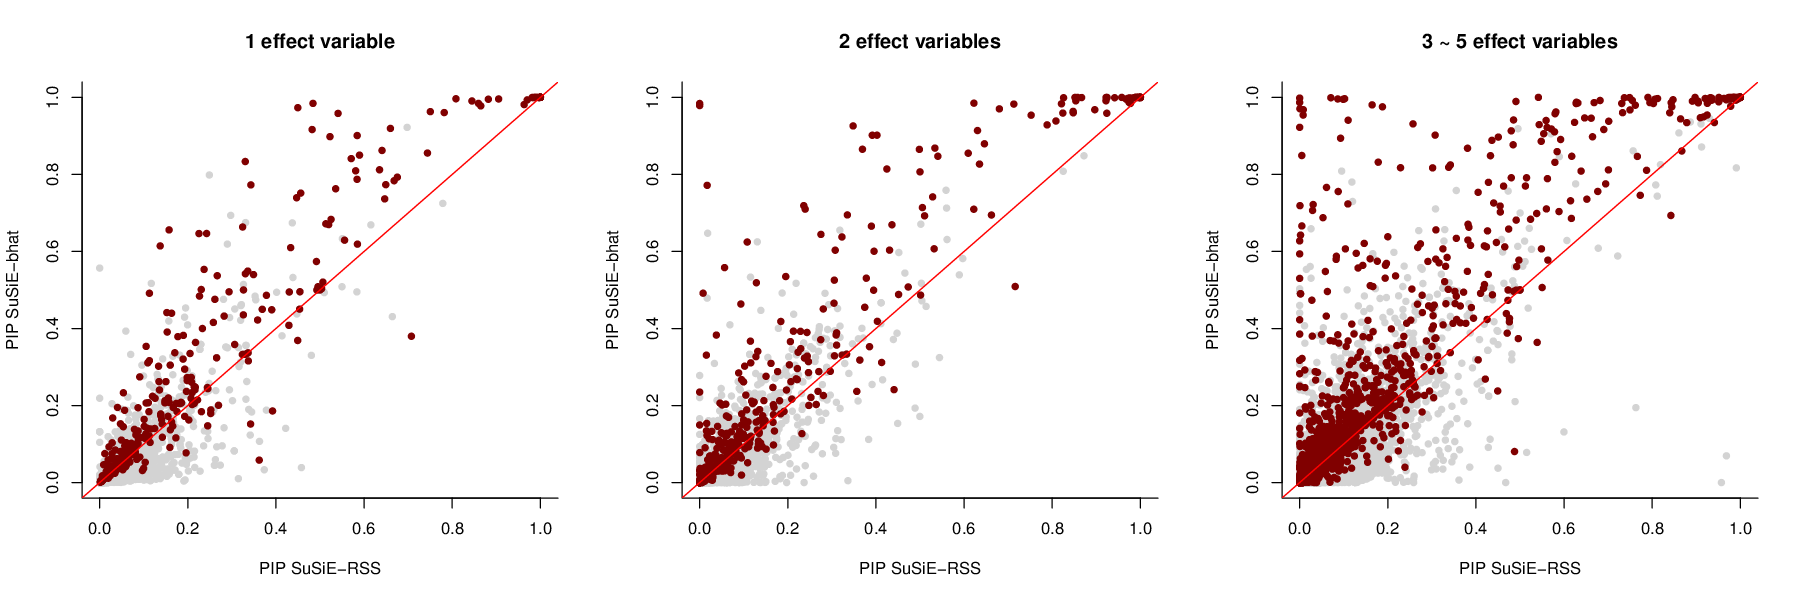 1 effect variable
PIP SuSiE−bhat
1.0
0.8
0.6
0.4
0.2
0.0
0.0 0.2 0.4 0.6 0.8 1.0
PIP SuSiE−RSS
2 effect variables
PIP SuSiE−bhat
1.0
0.8
0.6
0.4
0.2
0.0
0.0 0.2 0.4 0.6 0.8 1.0
PIP SuSiE−RSS
3 ~ 5 effect variables
PIP SuSiE−bhat
1.0
0.8
0.6
0.4
0.2
0.0
0.0 0.2 0.4 0.6 0.8 1.0
PIP SuSiE−RSS